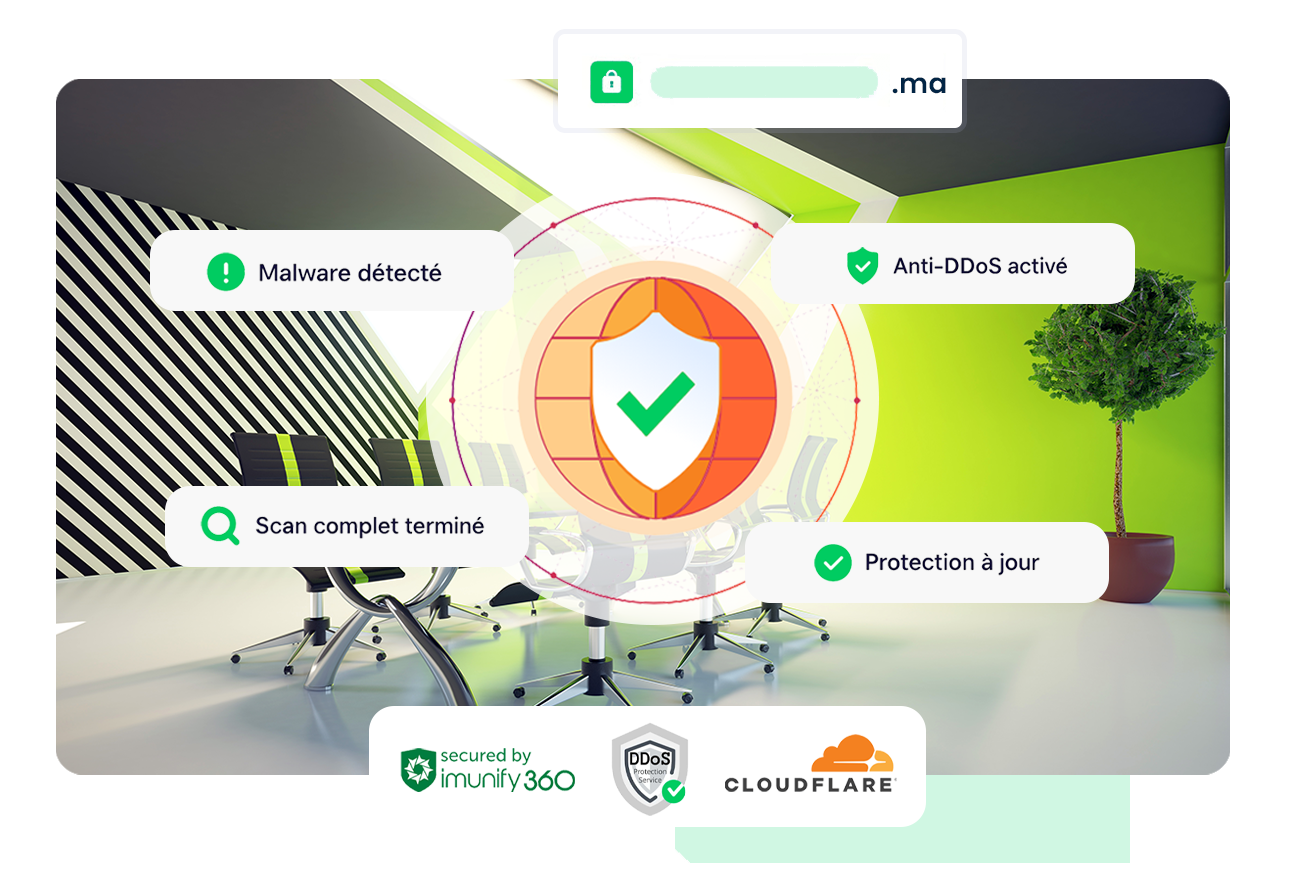 .ma
Malware détecté
Anti-DDoS activé
Scan complet terminé
Protection à jour
secured by
imunify360
DDoS
Protection
Service
CLOUDFLARE